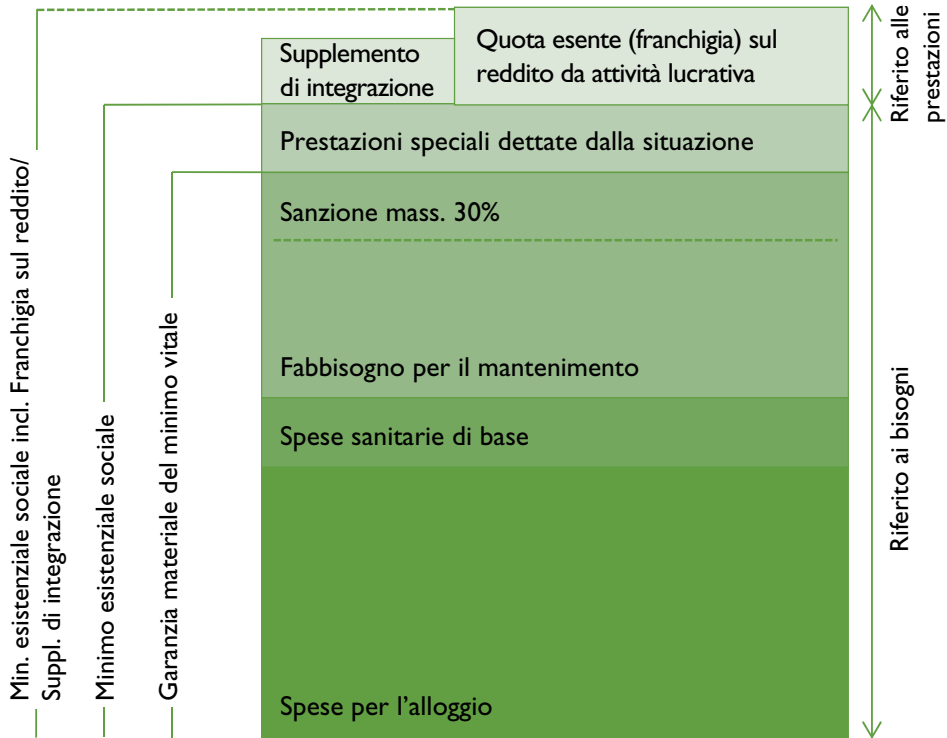 Supplemento
di integrazione
Quota esente (franchigia) sul
reddito da attività lucrativa
Prestazioni speciali dettate dalla situazione
Sanzione mass. 30%
Fabbisogno per il mantenimento
Spese sanitarie di base
Spese per l’alloggio
Min. esistenziale sociale incl. Franchigia sul reddito/
Suppl. di integrazione
Minimo esistenziale sociale
Garanzia materiale del minimo vitale
Riferito alle
prestazioni
Riferito ai bisogni